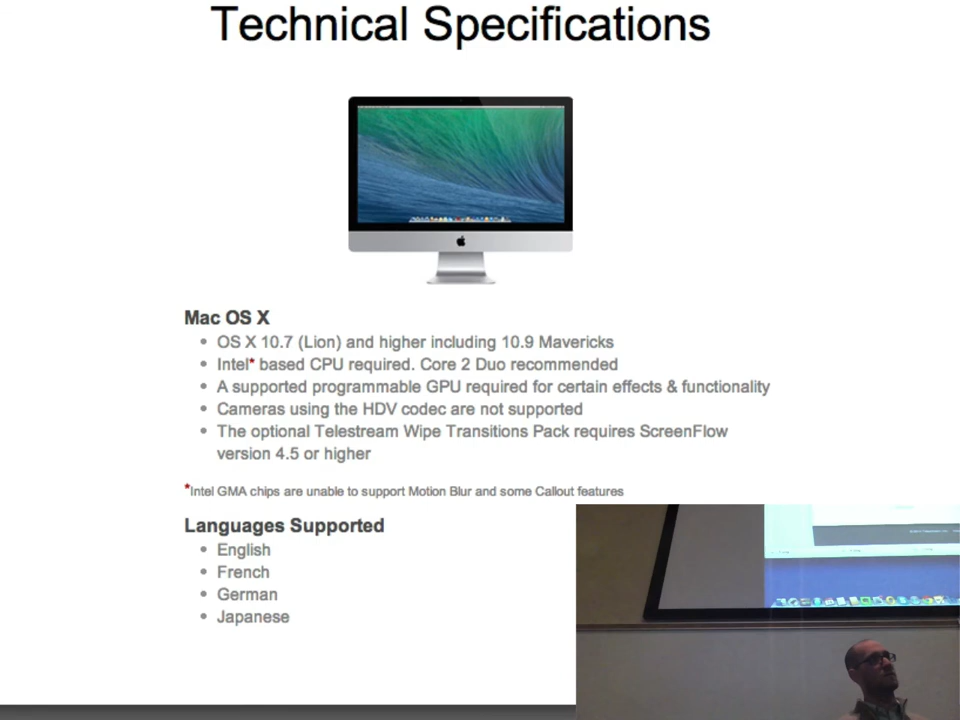 Technical Specifications
Mac OS X
• OS X 10.7 (Lion) and higher including 10.9 Mavericks
• Intel* based CPU required. Core 2 Duo recommended
• A supported programmable GPU required for certain effects & functionality
• Cameras using the HDV codec are not supported
• The optional Telestream Wipe Transitions Pack requires ScreenFlow
version 4.5 or higher
*Intel GMA chips are unable to support Motion Blur and some Callout features
Languages Supported
• English
• French
• German
• Japanese